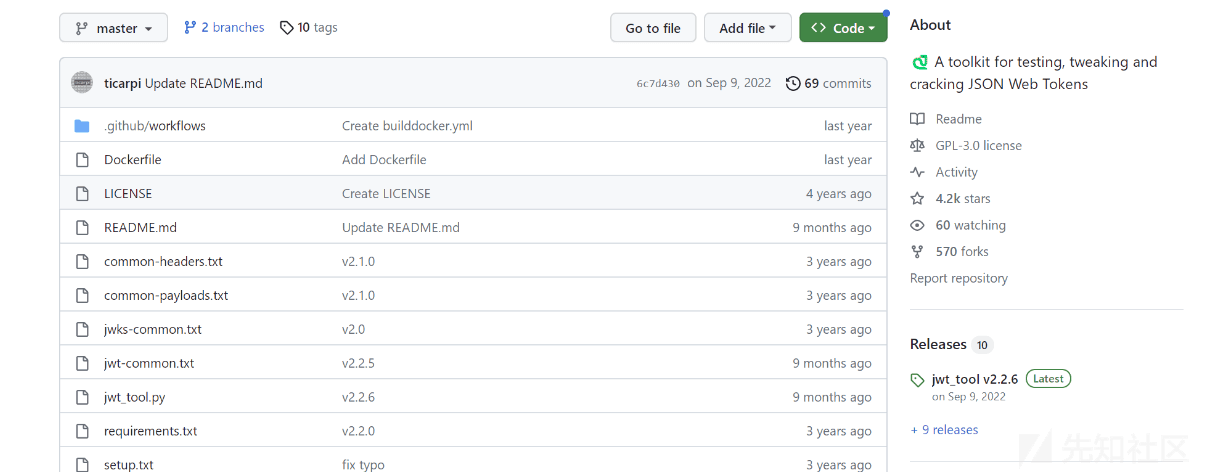 master
2 branches
10 tags
Go to file
Add file
Code
ticarpi Update README.md
6c7d430 on Sep 9, 2022
69 commits
.github/workflows
Create builddocker.yml
last year
Dockerfile
Add Dockerfile
last year
LICENSE
Create LICENSE
4 years ago
README.md
Update README.md
9 months ago
common-headers.txt
v2.1.0
3 years ago
common-payloads.txt
v2.1.0
3 years ago
jwks-common.txt
v2.0
3 years ago
jwt-common.txt
v2.2.5
9 months ago
jwt_tool.py
v2.2.6
9 months ago
requirements.txt
v2.2.0
3 years ago
setup.txt
fix typo
3 years ago
About
A toolkit for testing, tweaking and
cracking JSON Web Tokens
Readme
GPL-3.0 license
Activity
4.2k stars
60 watching
570 forks
Report repository
Releases 10
jwt_tool v2.2.6 Latest
on Sep 9, 2022
+ 9 releases
先知社区